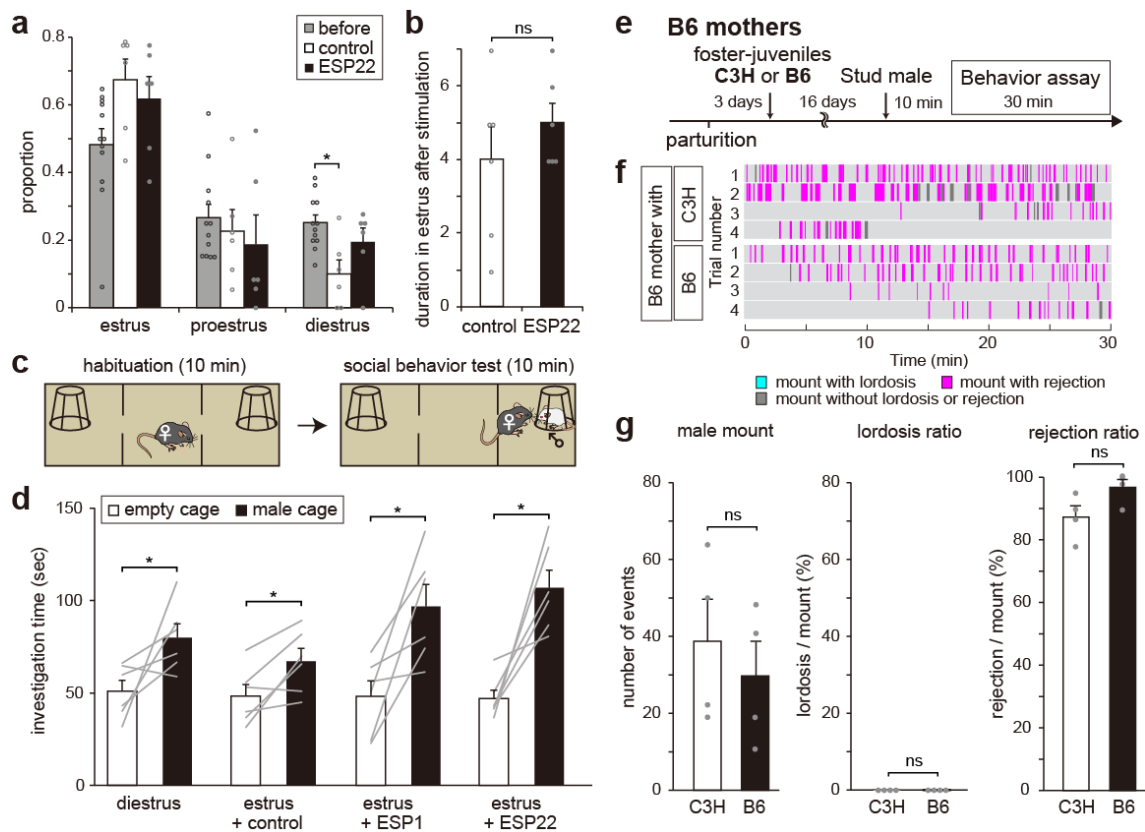 a
before
control
ESP22
proportion
0.8
0.6
0.4
0.2
0
*
estrus
proestrus
diestrus
b
ns
duration in estrus after stimulation
8
6
4
2
0
control ESP22
c
habituation (10 min)
social behavior test (10 min)
♀
♀
♂
d
empty cage
male cage
investigation time (sec)
150
100
50
0
*
*
*
*
diestrus
estrus
+ control
estrus
+ ESP1
estrus
+ ESP22
e B6 mothers
foster-juveniles
C3H or B6
Stud male
Behavior assay
3 days
16 days
10 min
30 min
parturition
f
B6 mother with
C3H
B6
Trial number
1
2
3
4
1
2
3
4
0 10 20 30
Time (min)
mount with lordosis
mount with rejection
mount without lordosis or rejection
g
male mount
number of events
80
60
40
20
0
ns
C3H B6
lordosis ratio
lordosis / mount (%)
80
60
40
20
0
ns
C3H B6
rejection ratio
rejection / mount (%)
100
80
60
40
20
0
ns
C3H B6